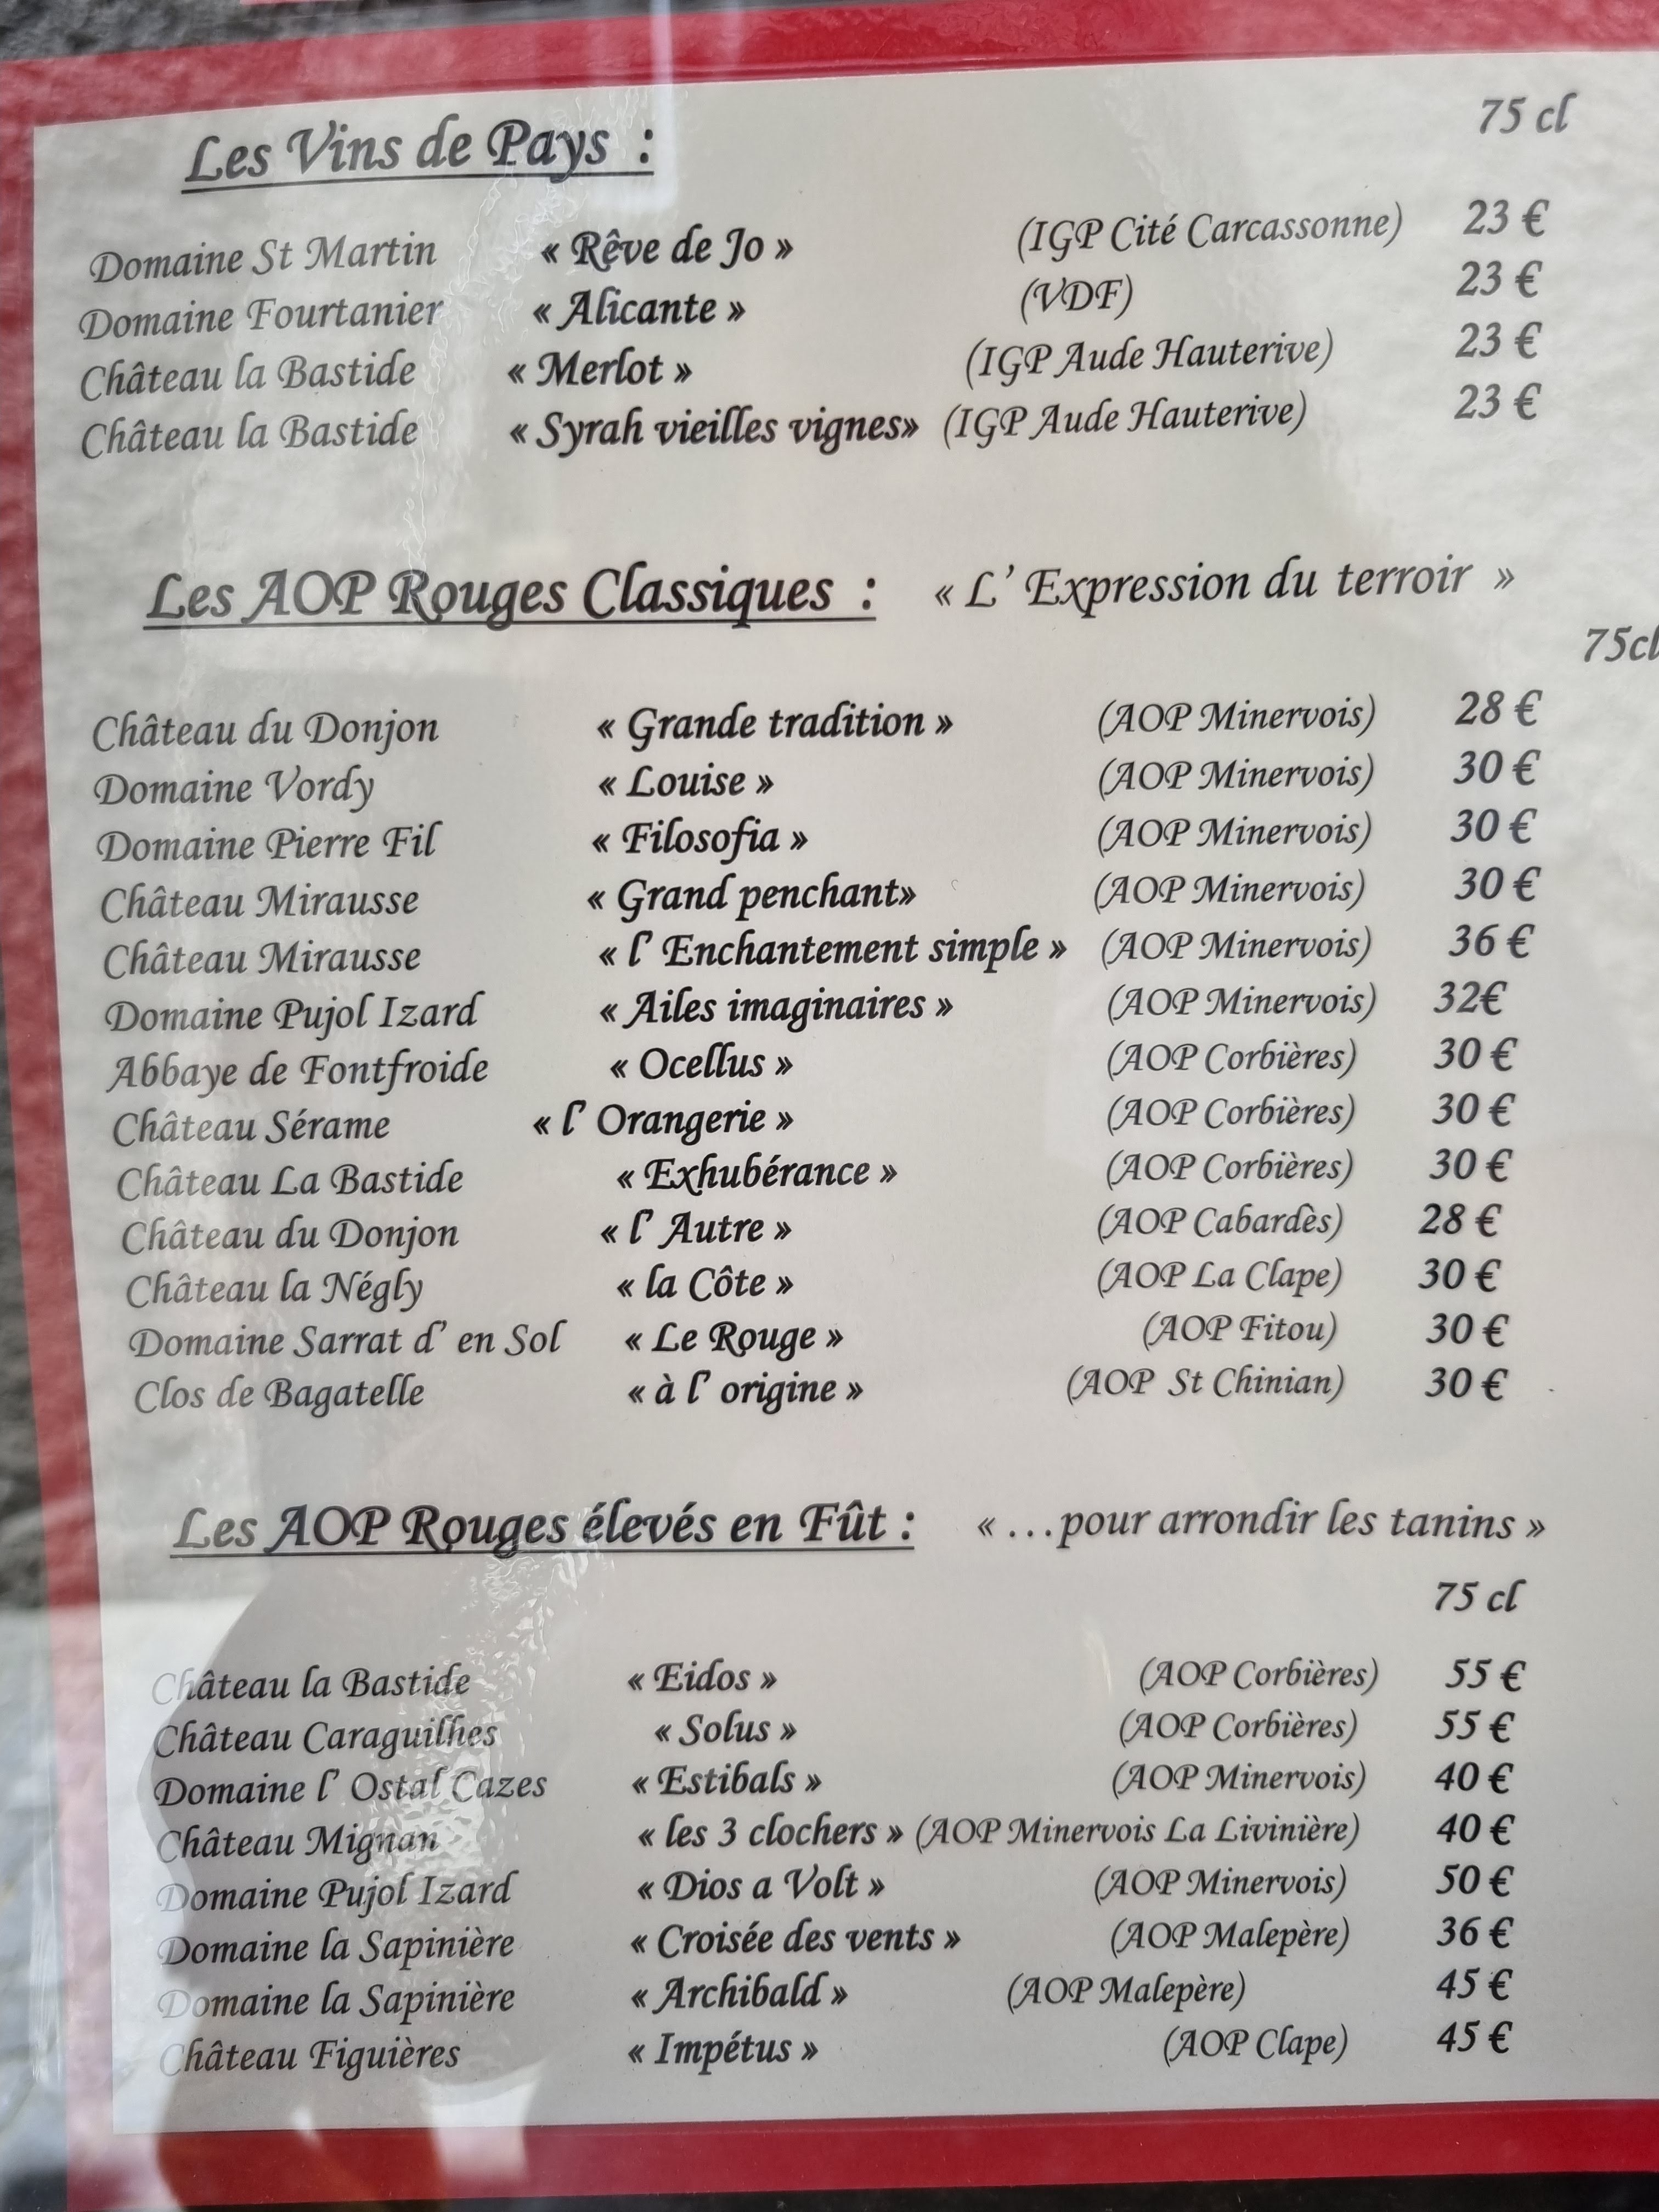 Les Vins de Pays : 75 cl
Domaine St Martin « Rêve de Jo » (IGP Cité Carcassonne) 23 €
Domaine Fourtanier « Alicante » (VDF) 23 €
Château la Bastide « Merlot » (IGP Aude Hauterive) 23 €
Château la Bastide « Syrah vieilles vignes» (IGP Aude Hauterive) 23 €
Les AOP Rouges Classiques : « L’ Expression du terroir »
75cl
Château du Donjon « Grande tradition » (AOP Minervois) 28 €
Domaine Vordy « Louise » (AOP Minervois) 30 €
Domaine Pierre Fil « Filosofia » (AOP Minervois) 30 €
Château Mirausse « Grand penchant» (AOP Minervois) 30 €
Château Mirausse « l’ Enchantement simple » (AOP Minervois) 36 €
Domaine Pujol Izard « Ailes imaginaires » (AOP Minervois) 32€
Abbaye de Fontfroide « Ocellus » (AOP Corbières) 30 €
Château Sérame « l’ Orangerie » (AOP Corbières) 30 €
Château La Bastide « Exhubérance » (AOP Corbières) 30 €
Château du Donjon « l’ Autre » (AOP Cabardès) 28 €
Château la Négly « la Côte » (AOP La Clape) 30 €
Domaine Sarrat d’ en Sol « Le Rouge » (AOP Fitou) 30 €
Clos de Bagatelle « à l’ origine » (AOP St Chinian) 30 €
Les AOP Rouges élevés en Fût : « …pour arrondir les tanins »
75 cl
Château la Bastide « Eidos » (AOP Corbières) 55 €
Château Caraguilhes « Solus » (AOP Corbières) 55 €
Domaine l’ Ostal Cazes « Estibals » (AOP Minervois) 40 €
Château Mignan « les 3 clochers » (AOP Minervois La Livinière) 40 €
Domaine Pujol Izard « Dios a Volt » (AOP Minervois) 50 €
Domaine la Sapinière « Croisée des vents » (AOP Malepère) 36 €
Domaine la Sapinière « Archibald » (AOP Malepère) 45 €
Château Figuières « Impétus » (AOP Clape) 45 €